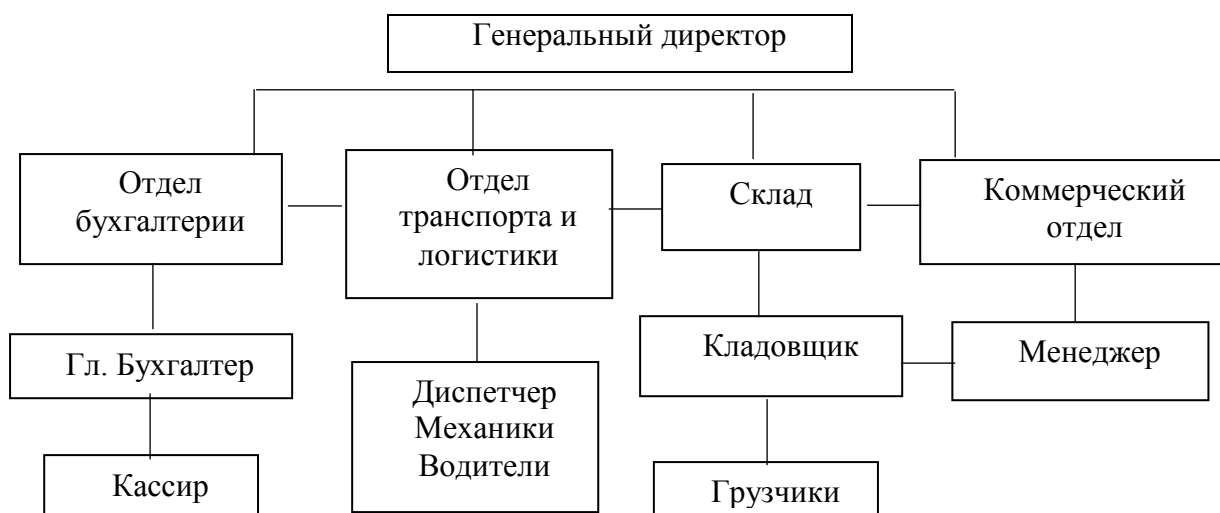 Генеральный директор
Отдел
бухгалтерии
Отдел
транспорта и
логистики
Склад
Коммерческий
отдел
Гл. Бухгалтер
Диспетчер
Механики
Водители
Кладовщик
Менеджер
Кассир
Грузчики